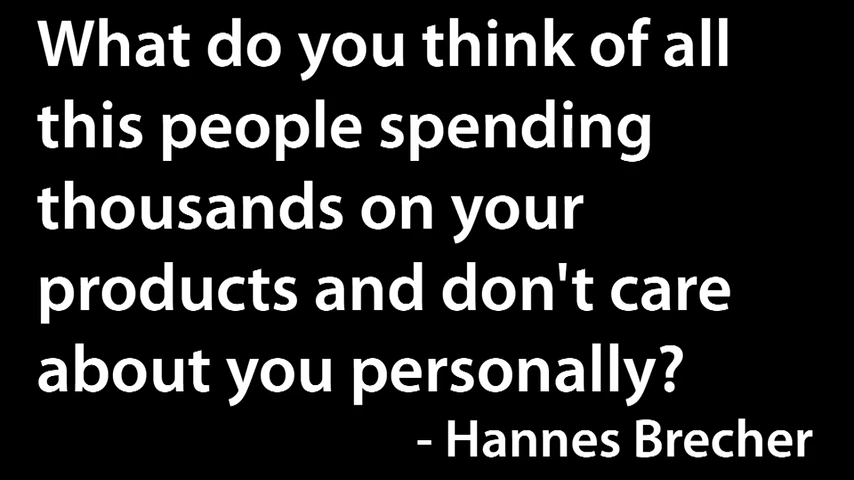 What do you think of all
this people spending
thousands on your
products and don't care
about you personally?
- Hannes Brecher